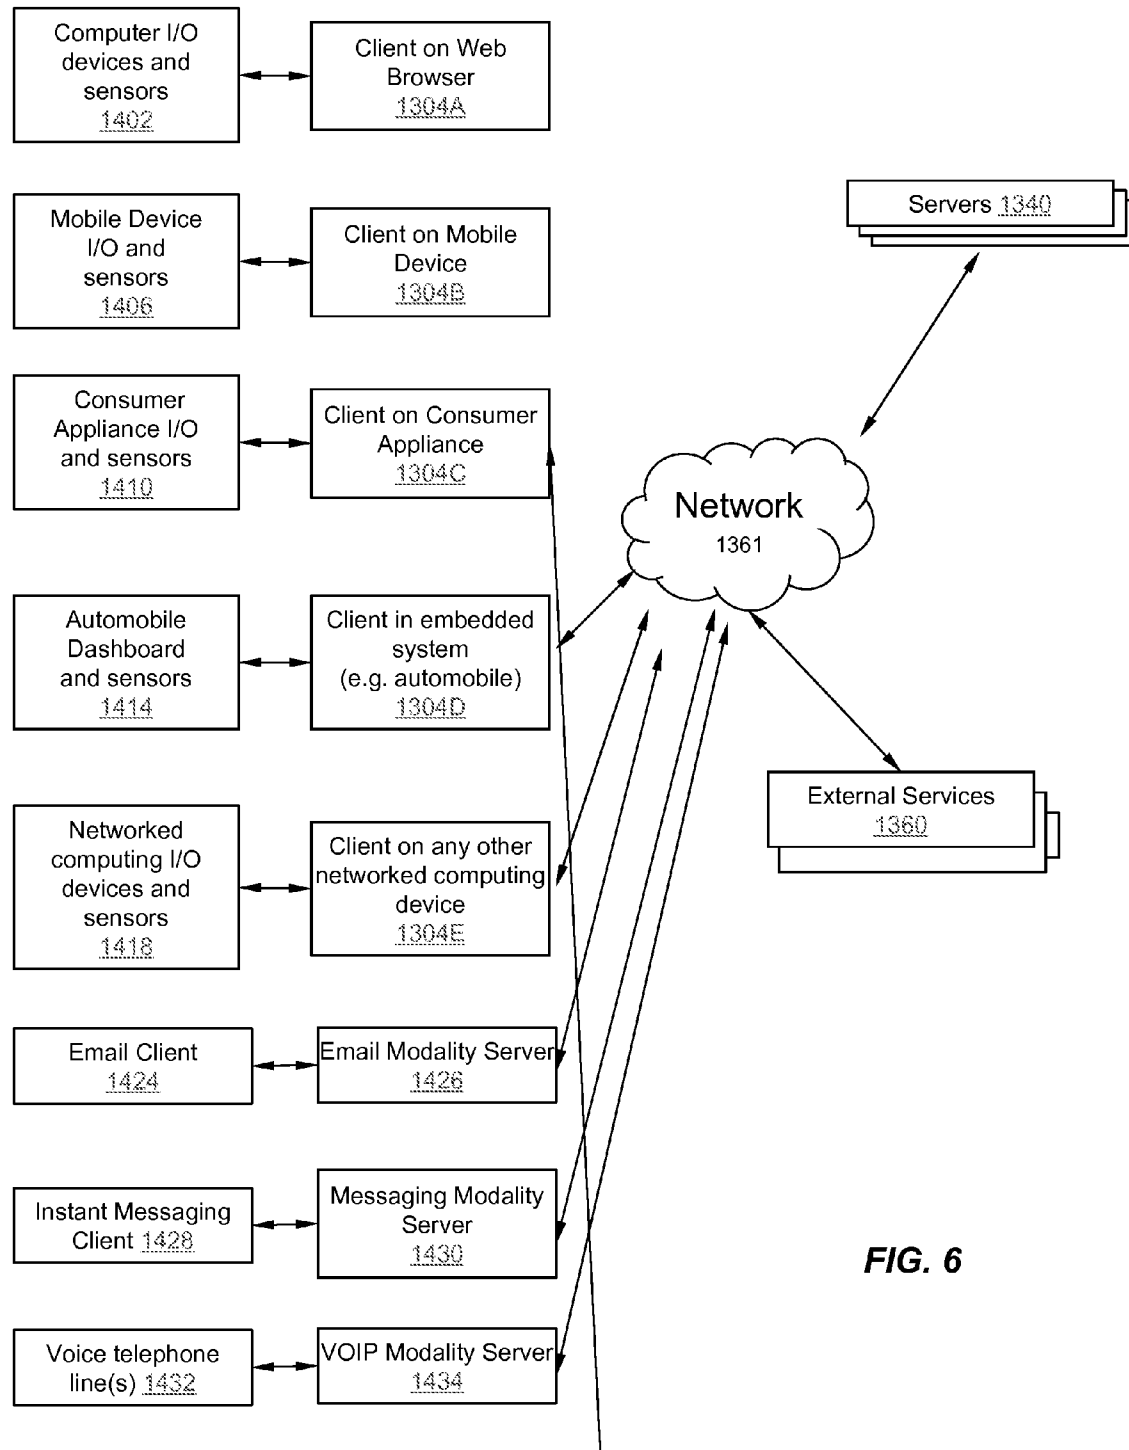 Computer I/O
devices and
sensors
1402
Client on Web
Browser
1304A
Mobile Device
I/O and
sensors
1406
Client on Mobile
Device
1304B
Servers 1340
Consumer
Appliance I/O
and sensors
1410
Client on Consumer
Appliance
1304C
Network
1361
Automobile
Dashboard
and sensors
1414
Client in embedded
system
(e.g. automobile)
1304D
External Services
1360
Networked
computing I/O
devices and
sensors
1418
Client on any other
networked computing
device
1304E
Email Client
1424
Email Modality Server
1426
Instant Messaging
Client 1428
Messaging Modality
Server
1430
FIG. 6
Voice telephone
line(s) 1432
VOIP Modality Server
1434